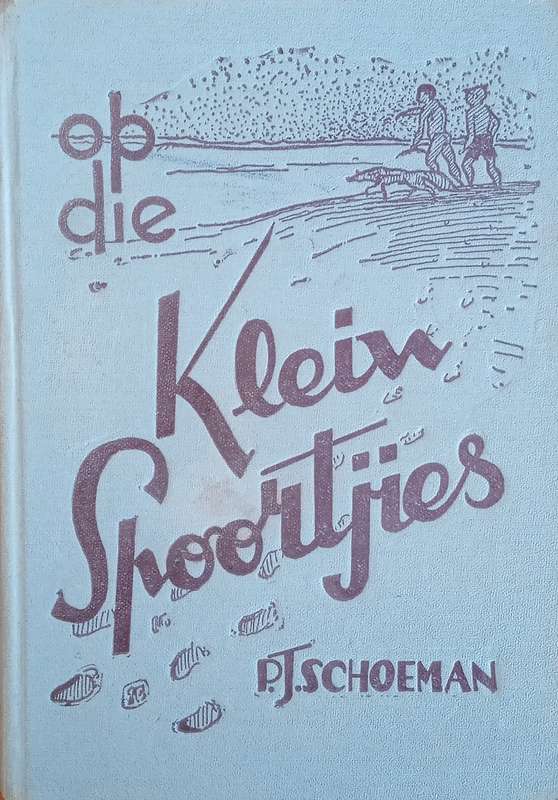 op
die
Klein
Spoortjies
P.J. SCHOEMAN